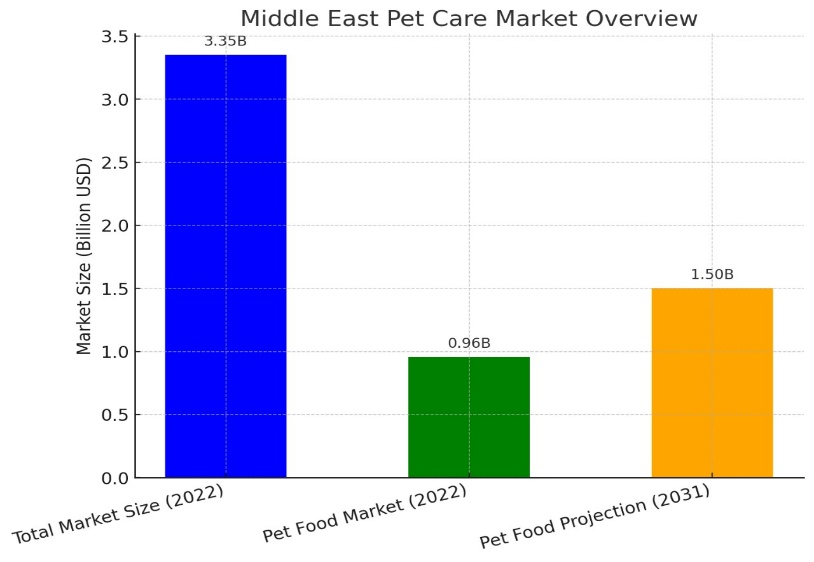 Middle East Pet Care Market Overview
3.5
3.35B
3.0
2.5
2.0
1.5
1.50B
1.0
0.96B
0.5
0.0
Market Size (Billion USD)
Total Market Size (2022)
Pet Food Market (2022)
Pet Food Projection (2031)